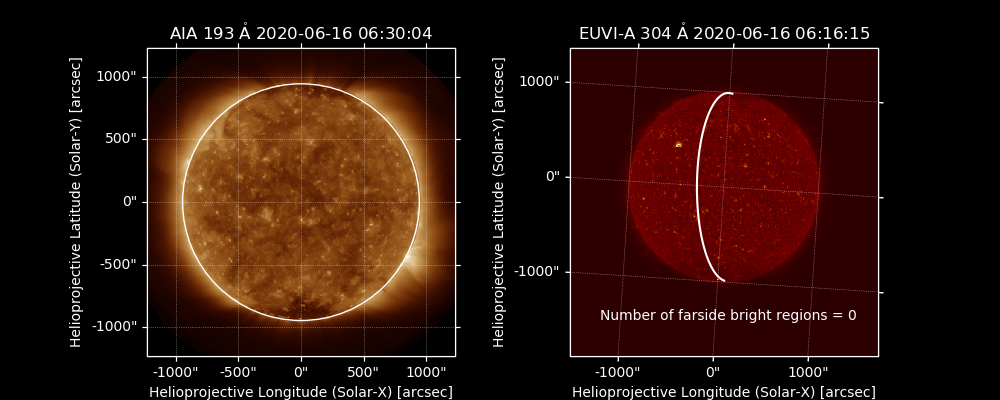 AIA 193 Å 2020-06-16 06:30:04
EUVI-A 304 Å 2020-06-16 06:16:15
Helioprojective Latitude (Solar-Y) [arcsec]
1000"
500"
0"
-500"
-1000"
-1000"
-500"
0"
500"
1000"
Helioprojective Longitude (Solar-X) [arcsec]
Helioprojective Latitude (Solar-Y) [arcsec]
1000"
0"
-1000"
Number of farside bright regions = 0
-1000"
0"
1000"
Helioprojective Longitude (Solar-X) [arcsec]